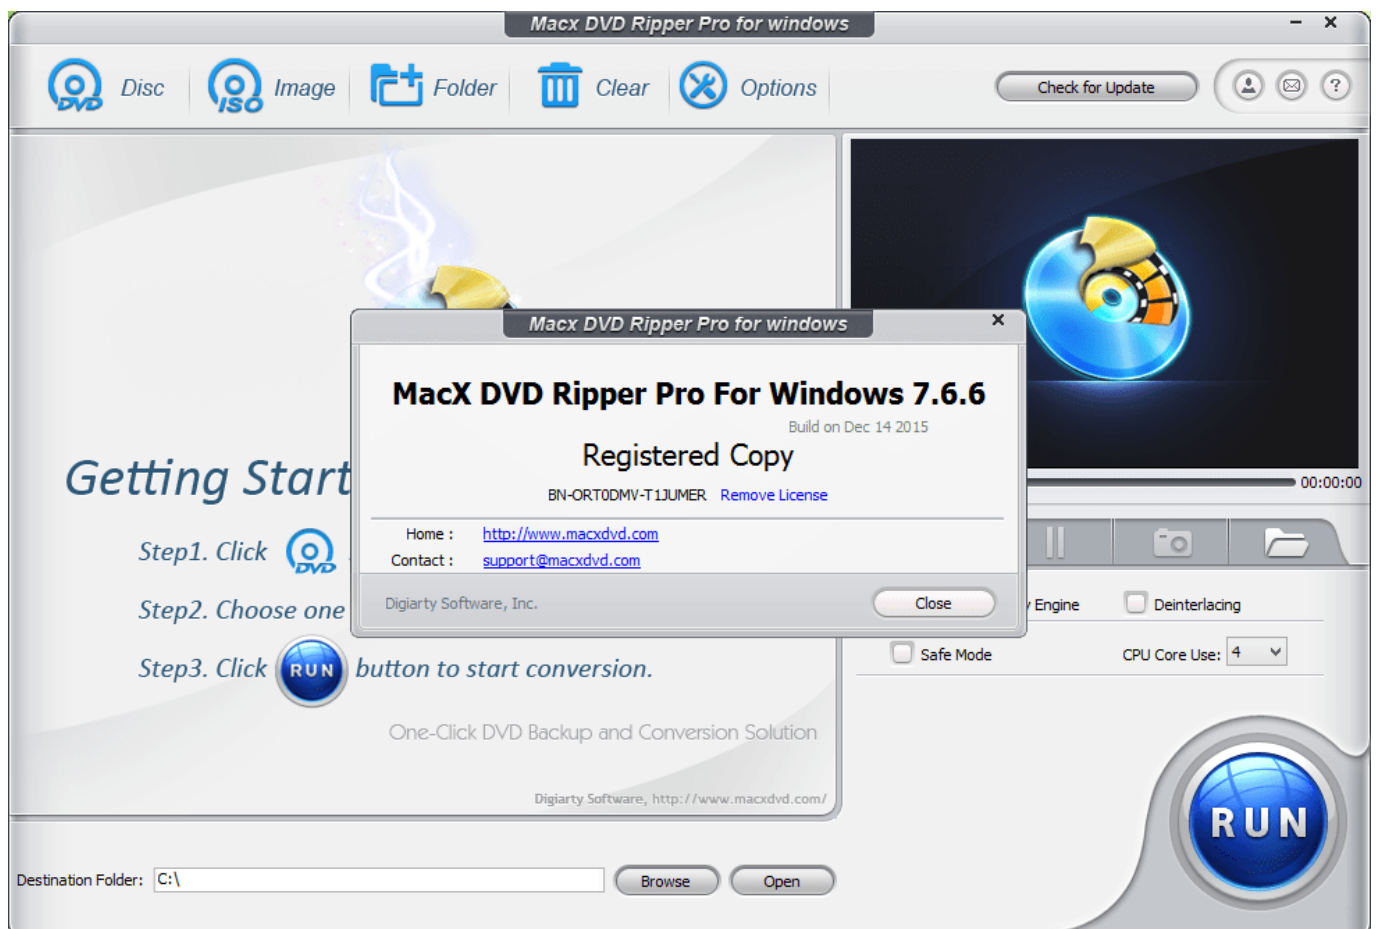 Macx DVD Ripper Pro for windows
DVD Disc ISO Image Folder Clear Options Check for Update ?
Macx DVD Ripper Pro for windows
MacX DVD Ripper Pro For Windows 7.6.6
Build on Dec 14 2015
Registered Copy
BN-ORT0DMV-T1JUMER Remove License
Home : http://www.macxdvd.com
Contact : support@macxdvd.com
Digiarty Software, Inc. Close
Getting Start
00:00:00
Step1. Click DVD
Step2. Choose one
Engine Deinterlacing
Step3. Click RUN button to start conversion.
Safe Mode CPU Core Use: 4
One-Click DVD Backup and Conversion Solution
Digiarty Software, http://www.macxdvd.com/
RUN
Destination Folder: C:\ Browse Open